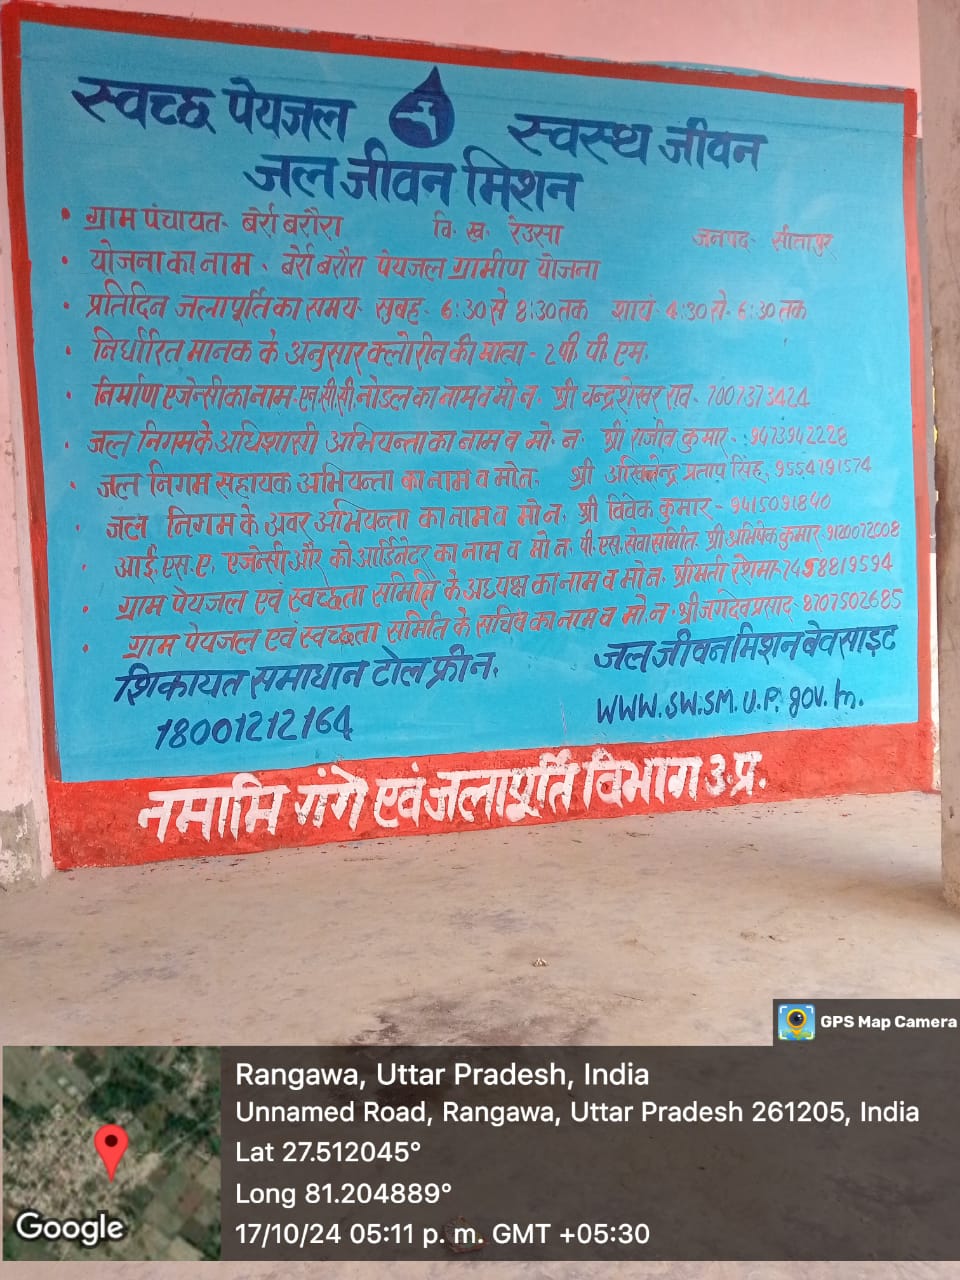 स्वच्छ पेयजल स्वस्थ जीवन
जल जीवन मिशन
• ग्राम पंचायत- बेर्रा बरौरा वि. ख. रेउसा जनपद- सीतापुर
• योजना का नाम - बेर्रा बरौरा पेयजल ग्रामीण योजना
• प्रतिदिन जलापूर्ति का समय- सुबह- 6:30 से 8:30 तक शायं- 4:30 से- 6:30 तक
• निर्धारित मानक के अनुसार क्लोरीन की मात्रा - 2 पी. पी. एम.
• निर्माण एजेन्सी का नाम- एन.सी.सी. नोडल का नाम व मो. न. श्री चन्द्रशेखर राव- 7007373424
• जल निगम के अधिशासी अभियन्ता का नाम व मो. न. श्री राजीव कुमार- 9473942228
• जल निगम सहायक अभियन्ता का नाम व मो न. श्री अखिलेन्द्र प्रताप सिंह, 9554791574
• जल निगम के अवर अभियन्ता का नाम व मो न. श्री विवेक कुमार - 9415091840
• आई.एस.ए. एजेन्सी और को आर्डिनेटर का नाम व मो न. पी. एस. सेवा समिति- श्री अभिषेक कुमार- 9120072008
• ग्राम पेयजल एवं स्वच्छता समिति के अध्यक्ष का नाम व मो न. श्रीमती रेशमा- 7458819594
• ग्राम पेयजल एवं स्वच्छता समिति के सचिव का नाम व मो. न- श्री जगदेव प्रसाद- 8707502685
शिकायत समाधान टोल फ्री न. जल जीवन मिशन बेवसाइट
18001212164 WWW.SW.SM.U.P. gov. In.
नमामि गंगे एवं जलापूर्ति विभाग उ.प्र.
GPS Map Camera
Rangawa, Uttar Pradesh, India
Unnamed Road, Rangawa, Uttar Pradesh 261205, India
Lat 27.512045°
Long 81.204889°
17/10/24 05:11 p. m. GMT +05:30
Google